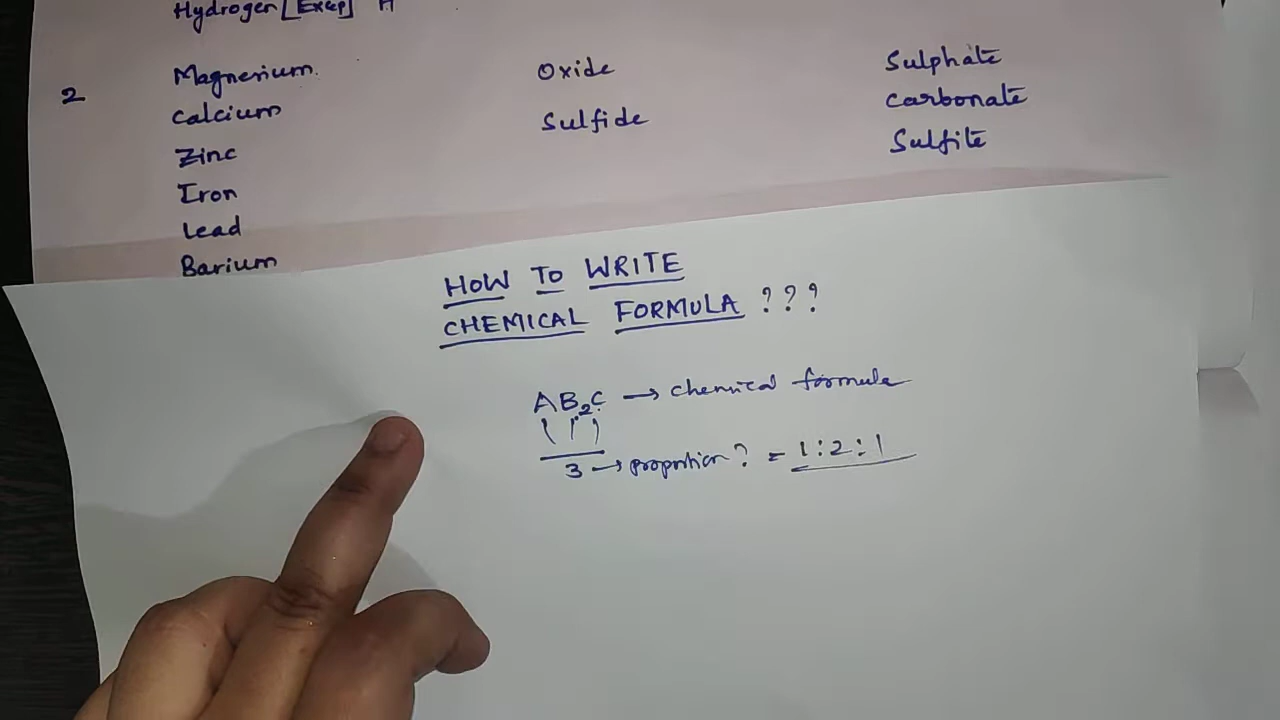 Hydrogen [Excep] H
2 Magnesium Oxide Sulphate
Calcium Sulfide Carbonate
Zinc Sulfite
Iron
Lead
Barium
HOW TO WRITE
CHEMICAL FORMULA ???
AB₂C → chemical formula
3 → proportion? = 1:2:1